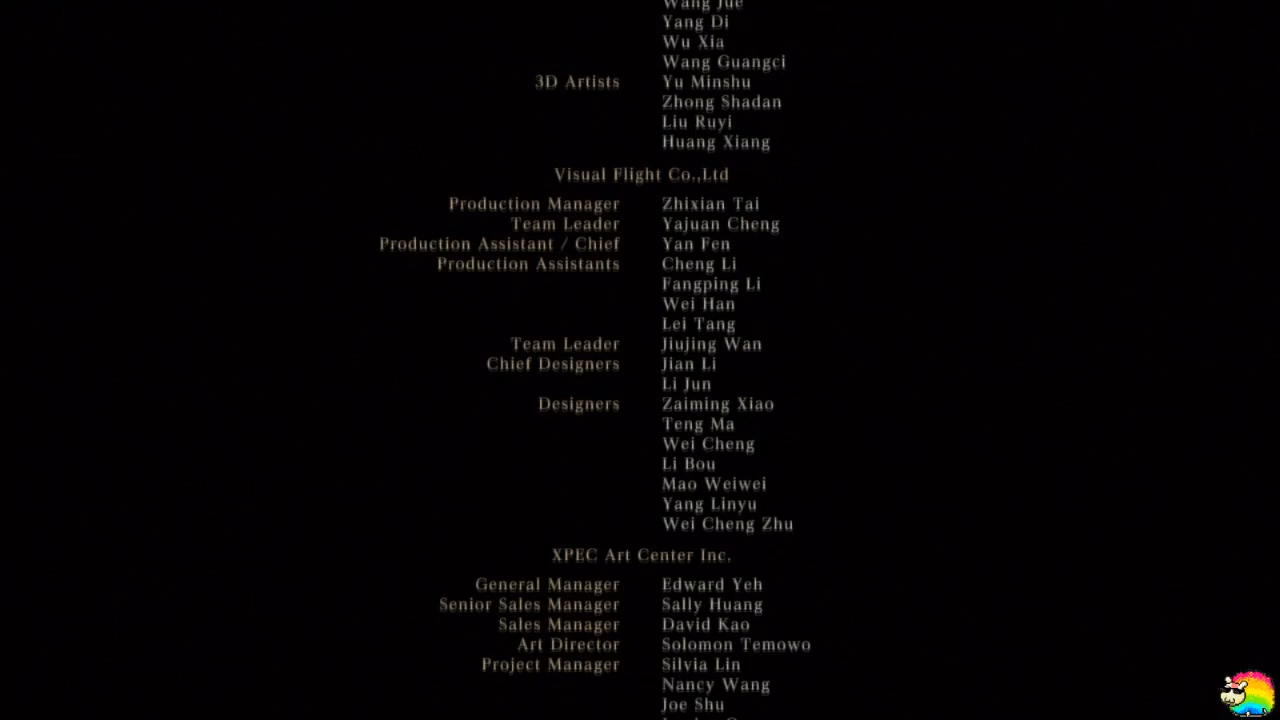 Wang Jue
Yang Di
Wu Xia
Wang Guangci
3D Artists Yu Minshu
Zhong Shadan
Liu Ruyi
Huang Xiang
Visual Flight Co.,Ltd
Production Manager Zhixian Tai
Team Leader Yajuan Cheng
Production Assistant / Chief Yan Fen
Production Assistants Cheng Li
Fangping Li
Wei Han
Lei Tang
Team Leader Jiujing Wan
Chief Designers Jian Li
Li Jun
Designers Zaiming Xiao
Teng Ma
Wei Cheng
Li Bou
Mao Weiwei
Yang Linyu
Wei Cheng Zhu
XPEC Art Center Inc.
General Manager Edward Yeh
Senior Sales Manager Sally Huang
Sales Manager David Kao
Art Director Solomon Temowo
Project Manager Silvia Lin
Nancy Wang
Joe Shu